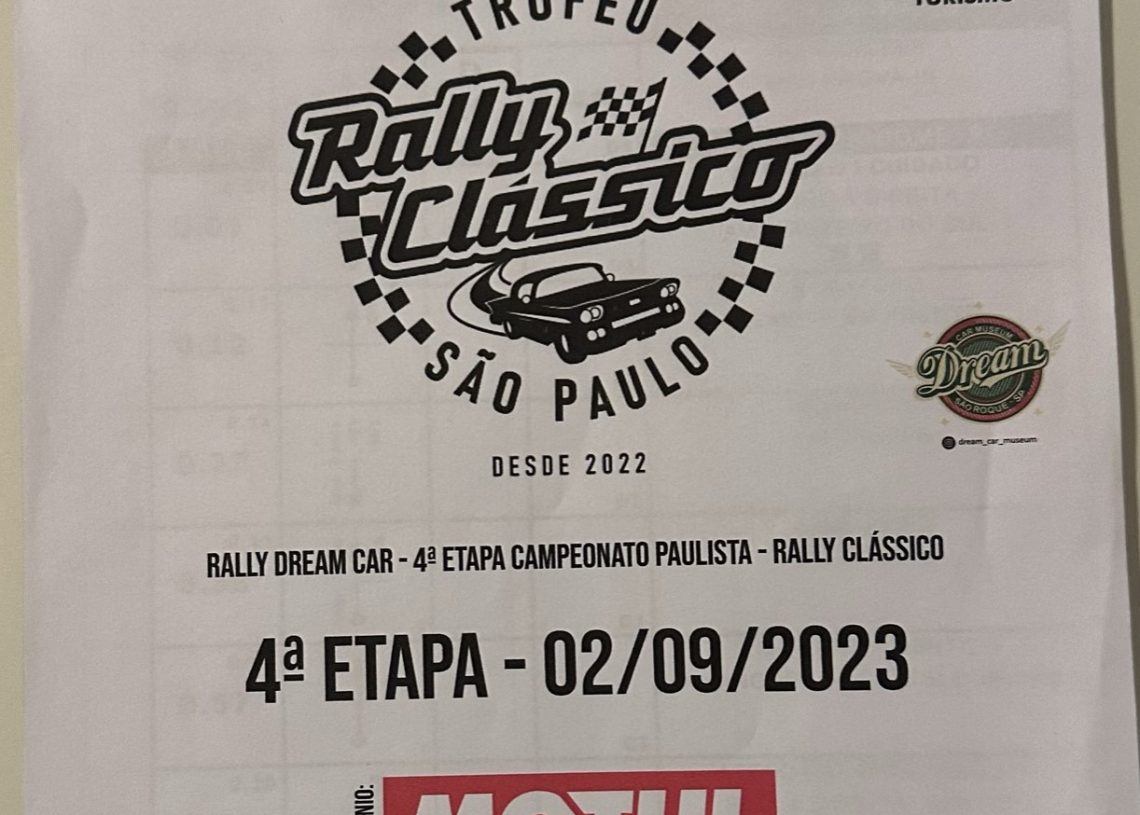 TURISMO
TROFÉU
Rally
Clássico
SÃO PAULO
DESDE 2022
CAR MUSEUM
Dream
SÃO ROQUE - SP
dream_car_museum
RALLY DREAM CAR - 4ª ETAPA CAMPEONATO PAULISTA - RALLY CLÁSSICO
4ª ETAPA - 02/09/2023
MOTUL